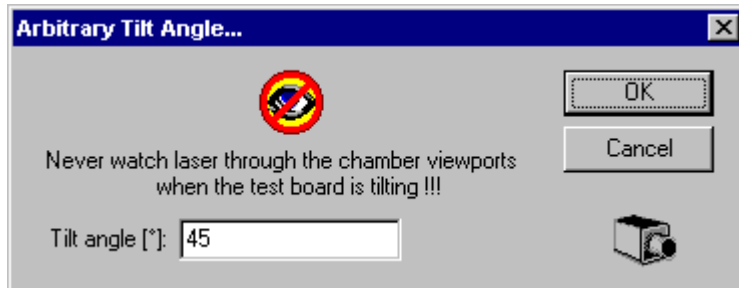 Arbitrary Tilt Angle...
OK
Never watch laser through the chamber viewports
when the test board is tilting !!!
Cancel
Tilt angle [°]: 45